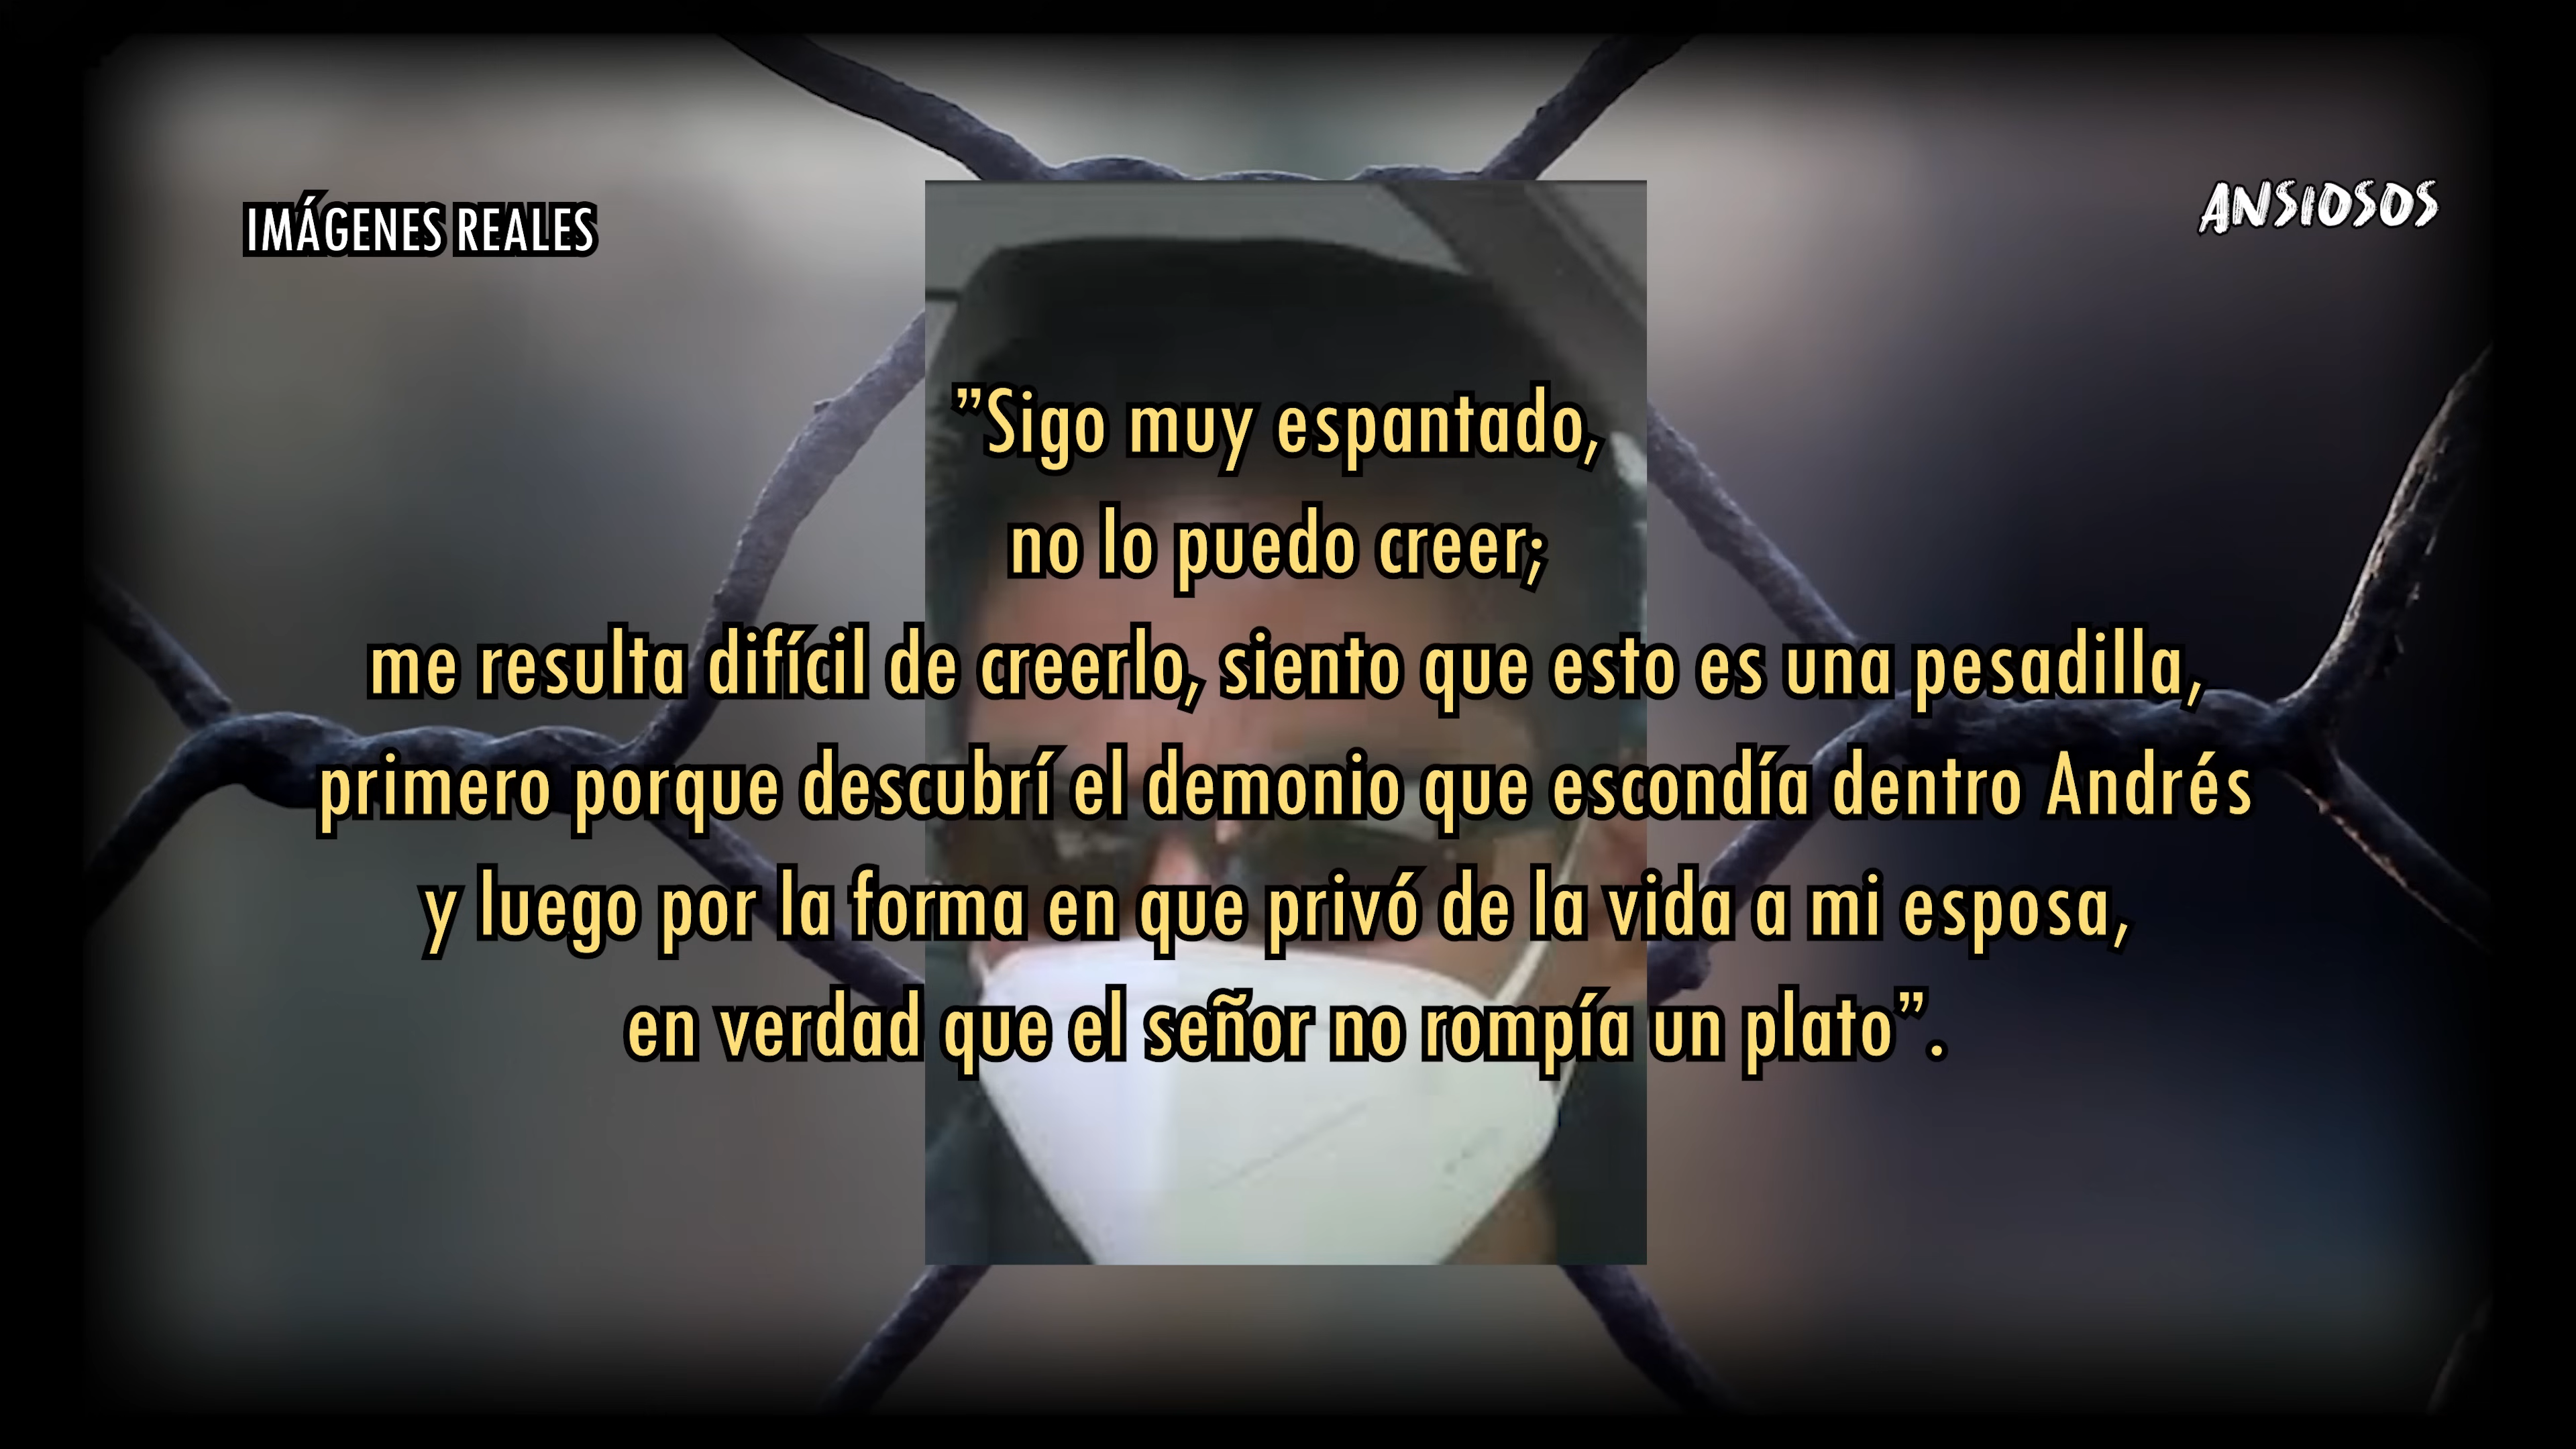 IMÁGENES REALES
ANSIOSOS
”Sigo muy espantado,
no lo puedo creer;
me resulta difícil de creerlo, siento que esto es una pesadilla,
primero porque descubrí el demonio que escondía dentro Andrés
y luego por la forma en que privó de la vida a mi esposa,
en verdad que el señor no rompía un plato”.